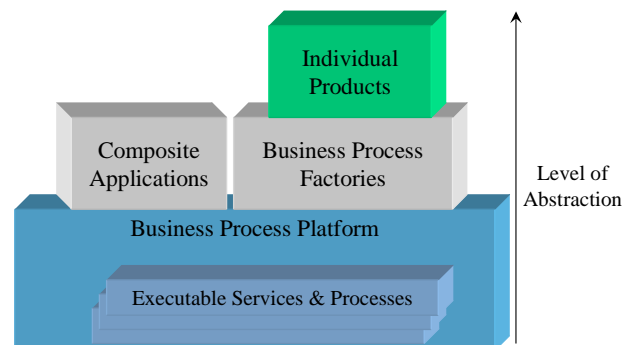 Individual
Products
Composite
Applications
Business Process
Factories
Level of
Abstraction
Business Process Platform
Executable Services & Processes